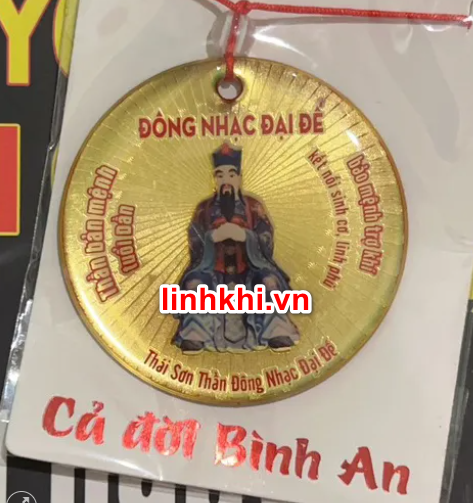 ĐÔNG NHẠC ĐẠI ĐẾ
Thần bản mệnh
tuổi Dần
bảo mệnh trợ khí
kết nối sinh cơ, linh phù
linhkhi.vn
Thái Sơn Thần Đông Nhạc Đại Đế
Cả đời Bình An